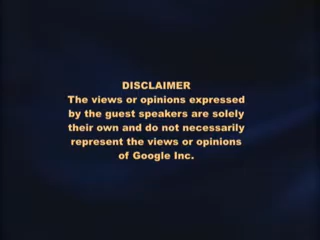 DISCLAIMER
The views or opinions expressed
by the guest speakers are solely
their own and do not necessarily
represent the views or opinions
of Google Inc.